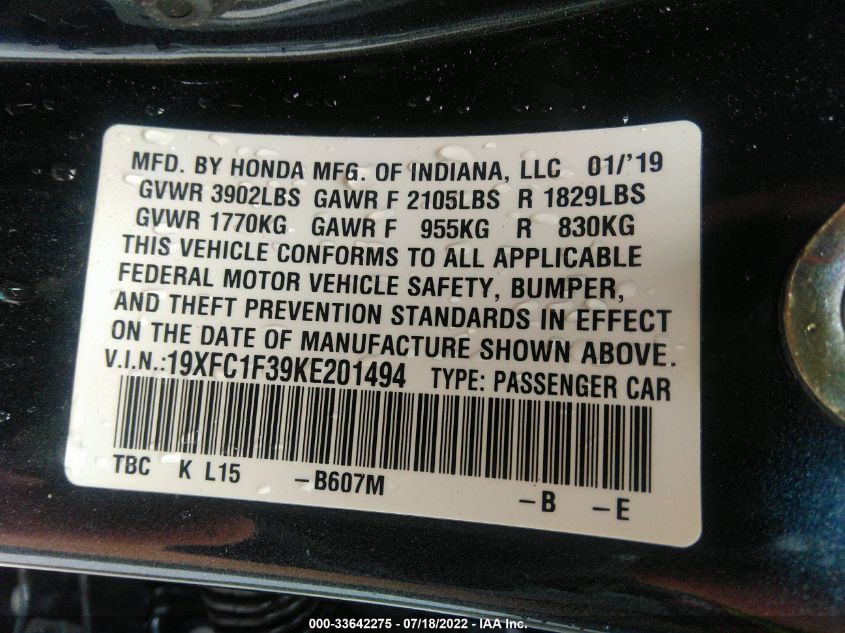 MFD. BY HONDA MFG. OF INDIANA, LLC 01/'19
GVWR 3902LBS GAWR F 2105LBS R 1829LBS
GVWR 1770KG GAWR F 955KG R 830KG
THIS VEHICLE CONFORMS TO ALL APPLICABLE
FEDERAL MOTOR VEHICLE SAFETY, BUMPER,
AND THEFT PREVENTION STANDARDS IN EFFECT
ON THE DATE OF MANUFACTURE SHOWN ABOVE.
V.I.N.:19XFC1F39KE201494 TYPE: PASSENGER CAR
TBC K L15 -B607M -B -E
000-33642275 - 07/18/2022 - IAA Inc.